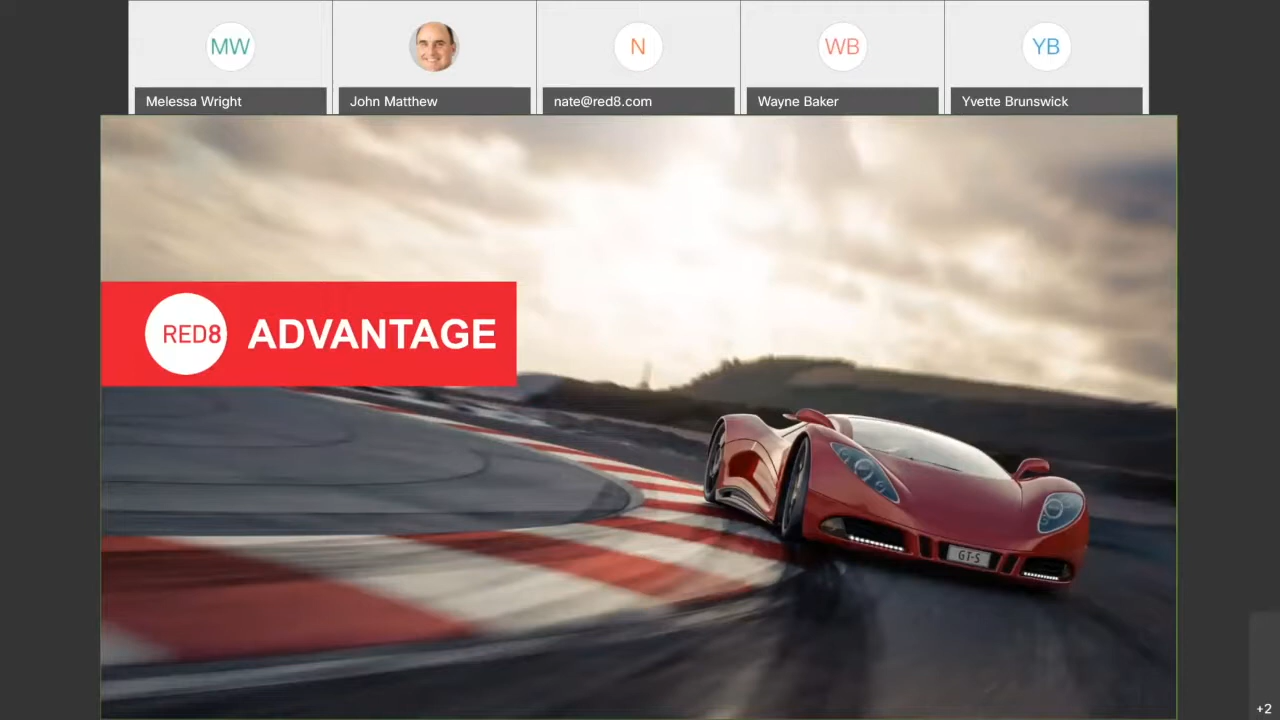 MW
N
WB
YB
Melessa Wright
John Matthew
nate@red8.com
Wayne Baker
Yvette Brunswick
RED8 ADVANTAGE
GT-S
+2